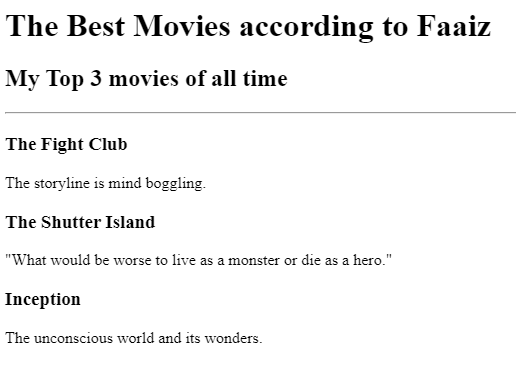 The Best Movies according to Faaiz
My Top 3 movies of all time
The Fight Club
The storyline is mind boggling.
The Shutter Island
"What would be worse to live as a monster or die as a hero."
Inception
The unconscious world and its wonders.